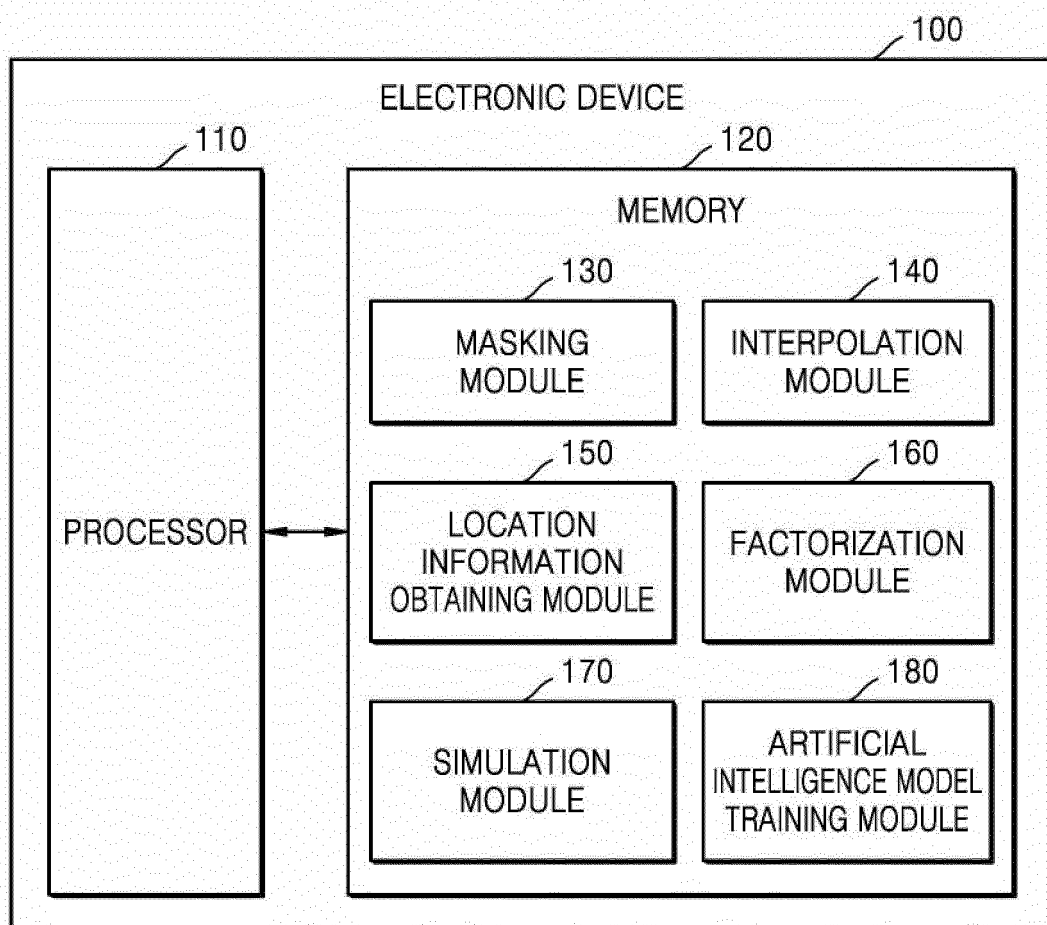 100
ELECTRONIC DEVICE
110
120
PROCESSOR
MEMORY
130
140
MASKING
MODULE
INTERPOLATION
MODULE
150
160
LOCATION
INFORMATION
OBTAINING MODULE
FACTORIZATION
MODULE
170
180
SIMULATION
MODULE
ARTIFICIAL
INTELLIGENCE MODEL
TRAINING MODULE